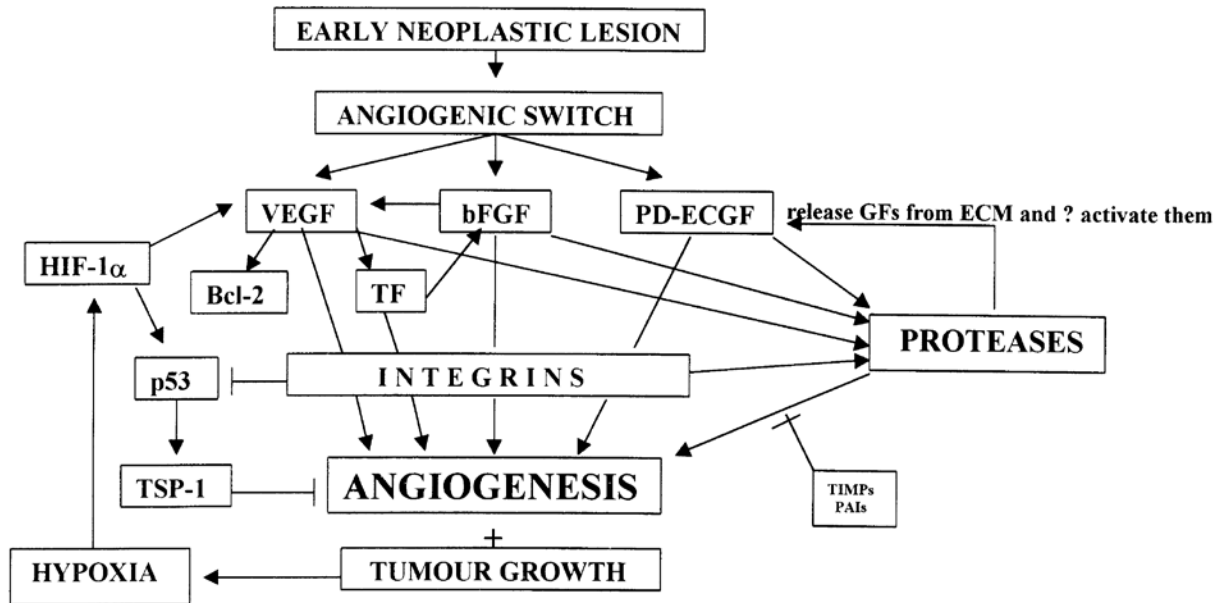 EARLY NEOPLASTIC LESION
ANGIOGENIC SWITCH
VEGF
bFGF
PD-ECGF
release GFs from ECM and ? activate them
HIF-1α
Bcl-2
TF
PROTEASES
p53
INTEGRINS
TSP-1
ANGIOGENESIS
TIMPs
PAIs
+
HYPOXIA
TUMOUR GROWTH